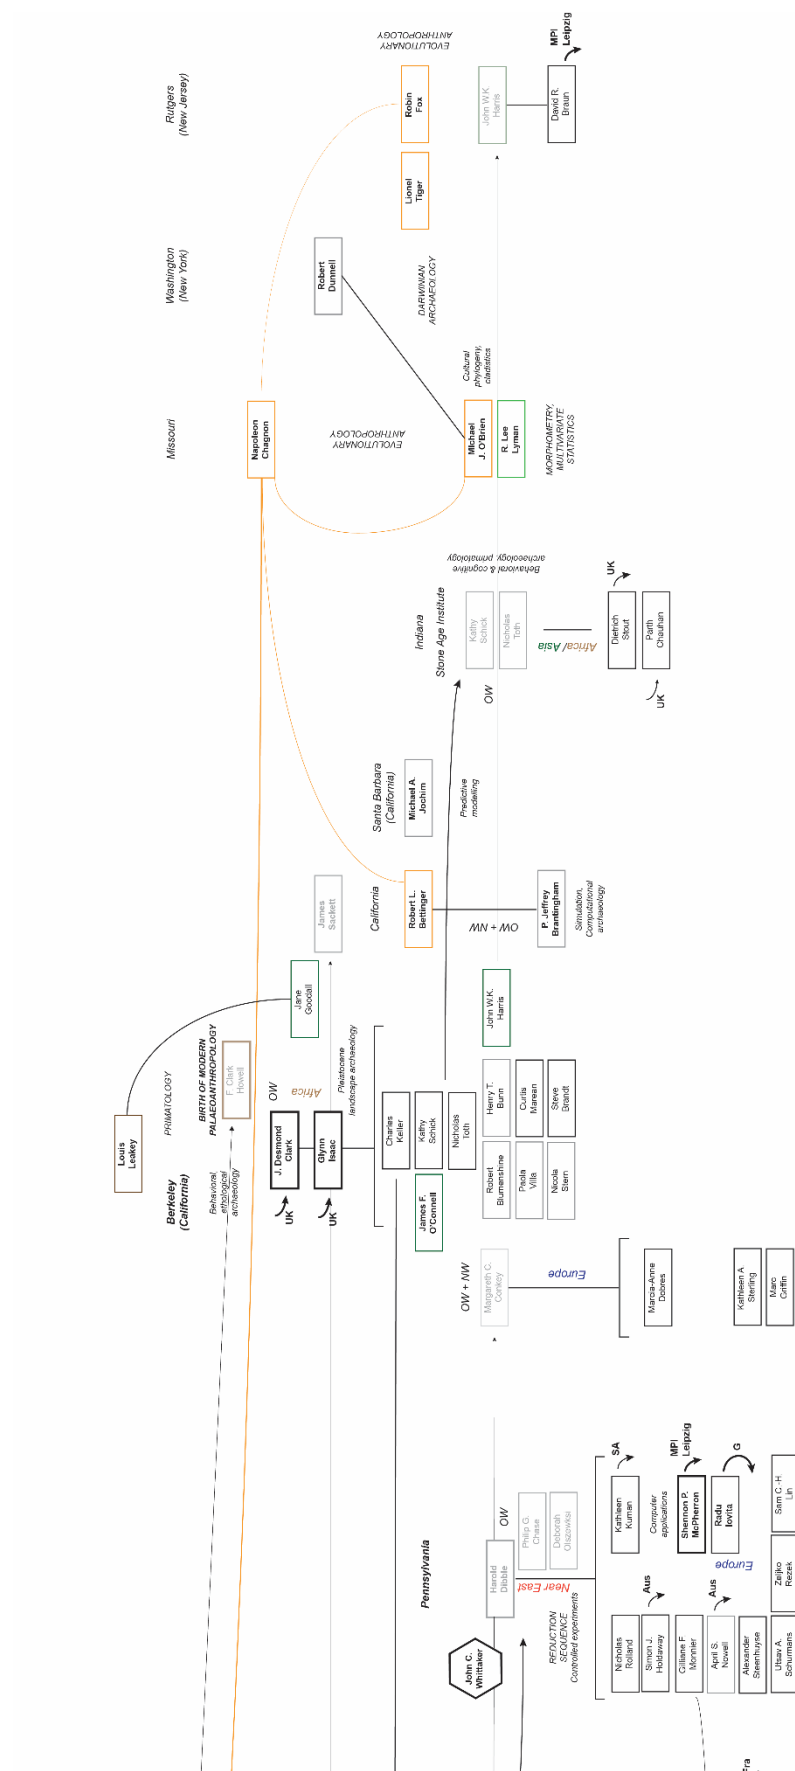 MPI
Leipzig
EVOLUTIONARY
ANTHROPOLOGY
Rutgers
(New Jersey)
Robin
Fox
John W.K.
Harris
David R.
Braun
Lionel
Tiger
Washington
(New York)
Robert
Dunnell
DARWINIAN
ARCHAEOLOGY
Cultural
phylogeny,
cladistics
Missouri
Napoleon
Chagnon
EVOLUTIONARY
ANTHROPOLOGY
Michael
J. O'Brien
R. Lee
Lyman
MORPHOMETRY,
MULTIVARIATE
STATISTICS
Behavioral & cognitive
archaeology, primatology
Indiana
Stone Age Institute
Kathy
Schick
Nicholas
Toth
OW
Africa/Asia
UK
Dietrich
Stout
Parth
Chauhan
UK
Santa Barbara
(California)
Michael A.
Jochim
Predictive
modelling
California
James
Sackett
Robert L.
Bettinger
OW + NW
P. Jeffrey
Brantingham
Simulation,
Computational
archaeology
Jane
Goodall
John W.K.
Harris
Louis
Leakey
PRIMATOLOGY
BIRTH OF MODERN
PALAEOANTHROPOLOGY
F. Clark
Howell
OW
Africa
Pleistocene
landscape archaeology
Berkeley
(California)
Behavioral,
ethological
archaeology
J. Desmond
Clark
Glynn
Isaac
UK
UK
Charles
Keller
Kathy
Schick
Nicholas
Toth
Henry T.
Bunn
Curtis
Marean
Steve
Brandt
James F.
O'Connell
Robert
Blumenshine
Paola
Villa
Nicola
Stern
OW + NW
Margareth C.
Conkey
Europe
Marcia-Anne
Dobres
Kathleen A.
Sterling
Marc
Griffin
Pennsylvania
Harold
Dibble
OW
Philip G.
Chase
Deborah
Olszewksi
Near East
REDUCTION
SEQUENCE
Controlled experiments
John C.
Whittaker
SA
Kathleen
Kuman
Computer
applications
MPI
Leipzig
Shennon P.
McPherron
Radu
Iovita
G
Europe
Sam C.-H.
Lin
Zeljko
Rezek
Aus
Aus
Nicholas
Rolland
Simon J.
Holdaway
Gilliane F.
Monnier
April S.
Nowell
Alexander
Steenhuyse
Utsav A.
Schurmans